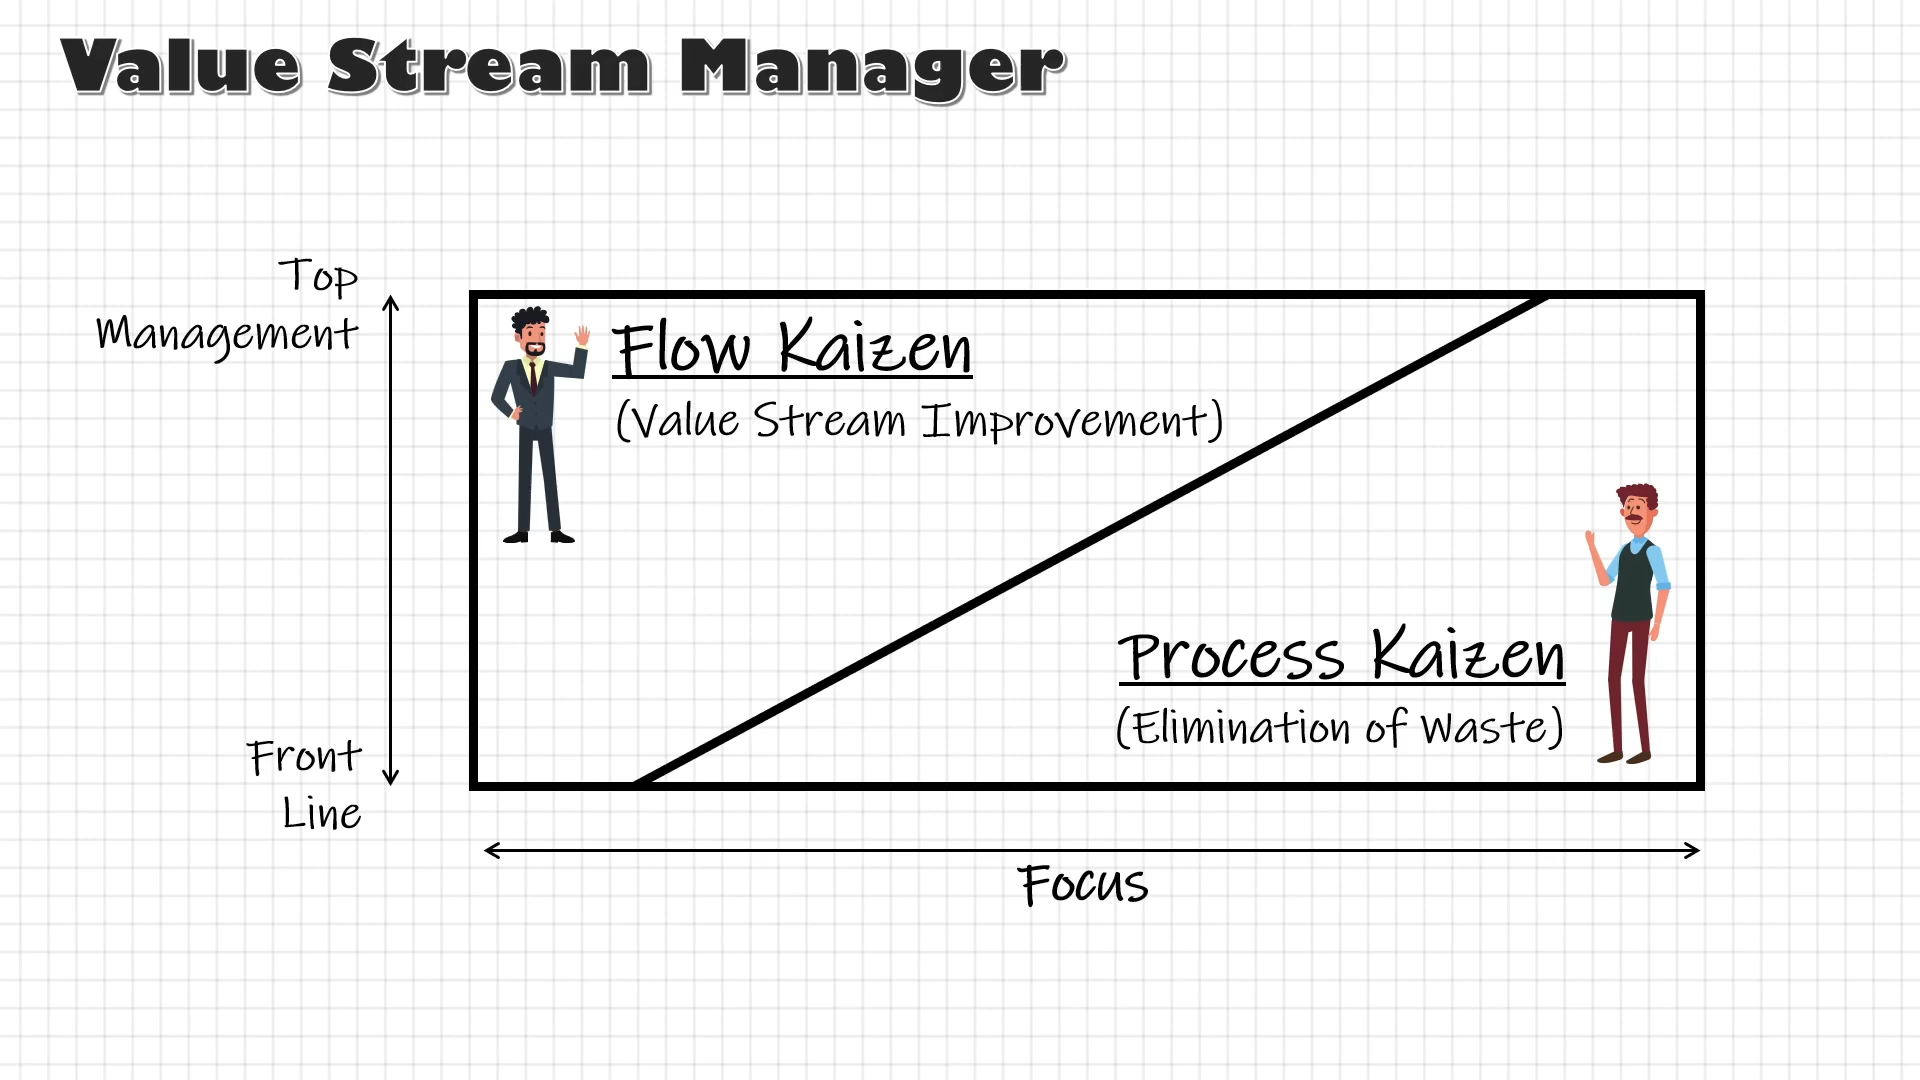 Value Stream Manager
Top
Management
Flow Kaizen
(Value Stream Improvement)
Process Kaizen
(Elimination of Waste)
Front
Line
Focus